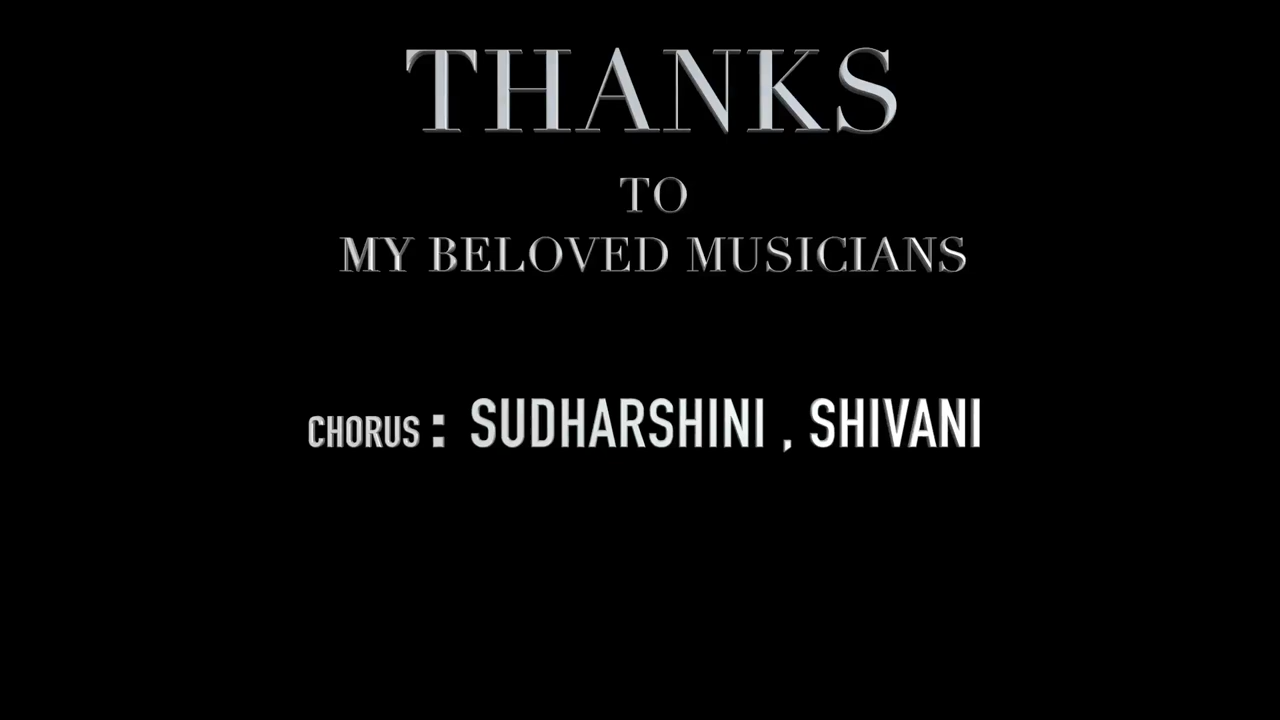 THANKS
TO
MY BELOVED MUSICIANS
CHORUS : SUDHARSHINI , SHIVANI